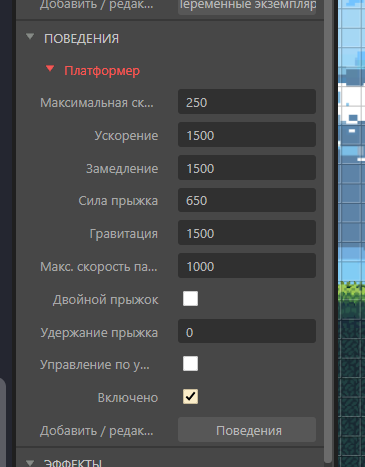 Добавить / редак... Переменные экземпляр
ПОВЕДЕНИЯ
Платформер
Максимальная ск... 250
Ускорение 1500
Замедление 1500
Сила прыжка 650
Гравитация 1500
Макс. скорость па... 1000
Двойной прыжок
Удержание прыжка 0
Управление по у...
Включено
Добавить / редак... Поведения
ЭФФЕКТЫ